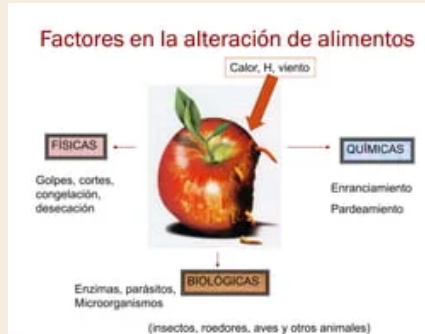 Factores en la alteración de alimentos
Calor, H, viento
FÍSICAS
Golpes, cortes,
congelación,
desecación
QUÍMICAS
Enranciamiento
Pardeamiento
BIOLÓGICAS
Enzimas, parásitos,
Microorganismos
(insectos, roedores, aves y otros animales)